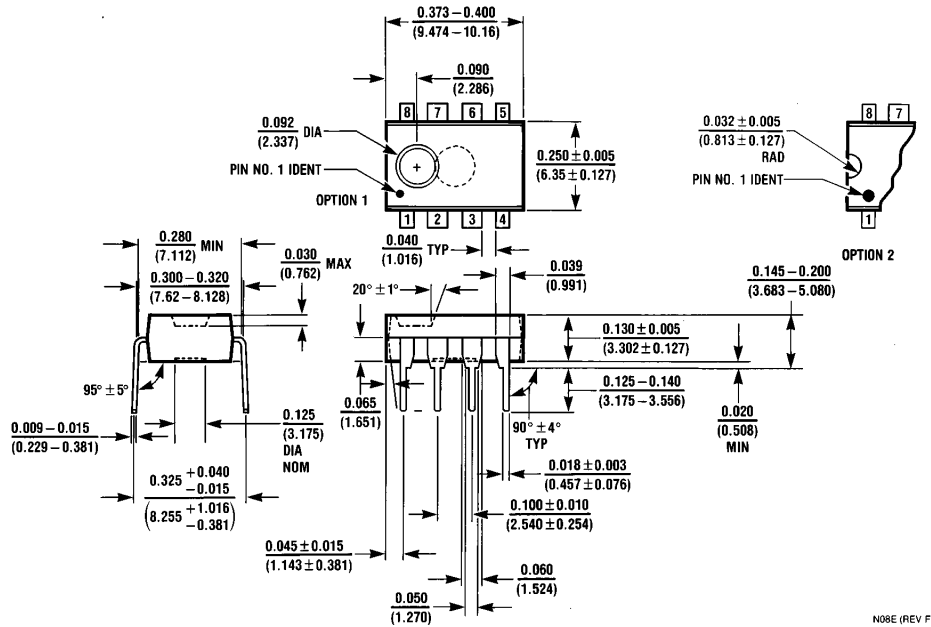 0.373–0.400
(9.474–10.16)
0.090
(2.286)
8 7 6 5
0.092 DIA
(2.337)
PIN NO. 1 IDENT
OPTION 1
0.250 ± 0.005
(6.35 ± 0.127)
1 2 3 4
8 7
0.032 ± 0.005
(0.813 ± 0.127)
RAD
PIN NO. 1 IDENT
1
OPTION 2
0.280 MIN
(7.112)
0.300–0.320
(7.62–8.128)
0.030 MAX
(0.762)
0.040 TYP
(1.016)
20° ± 1°
0.039
(0.991)
0.145–0.200
(3.683–5.080)
0.130 ± 0.005
(3.302 ± 0.127)
0.125–0.140
(3.175–3.556)
0.020
(0.508)
MIN
95° ± 5°
0.009–0.015
(0.229–0.381)
0.125
(3.175)
DIA
NOM
0.065
(1.651)
90° ± 4°
TYP
0.325 +0.040
-0.015
(8.255 +1.016
-0.381)
0.018 ± 0.003
(0.457 ± 0.076)
0.100 ± 0.010
(2.540 ± 0.254)
0.045 ± 0.015
(1.143 ± 0.381)
0.060
(1.524)
0.050
(1.270)
N08E (REV F